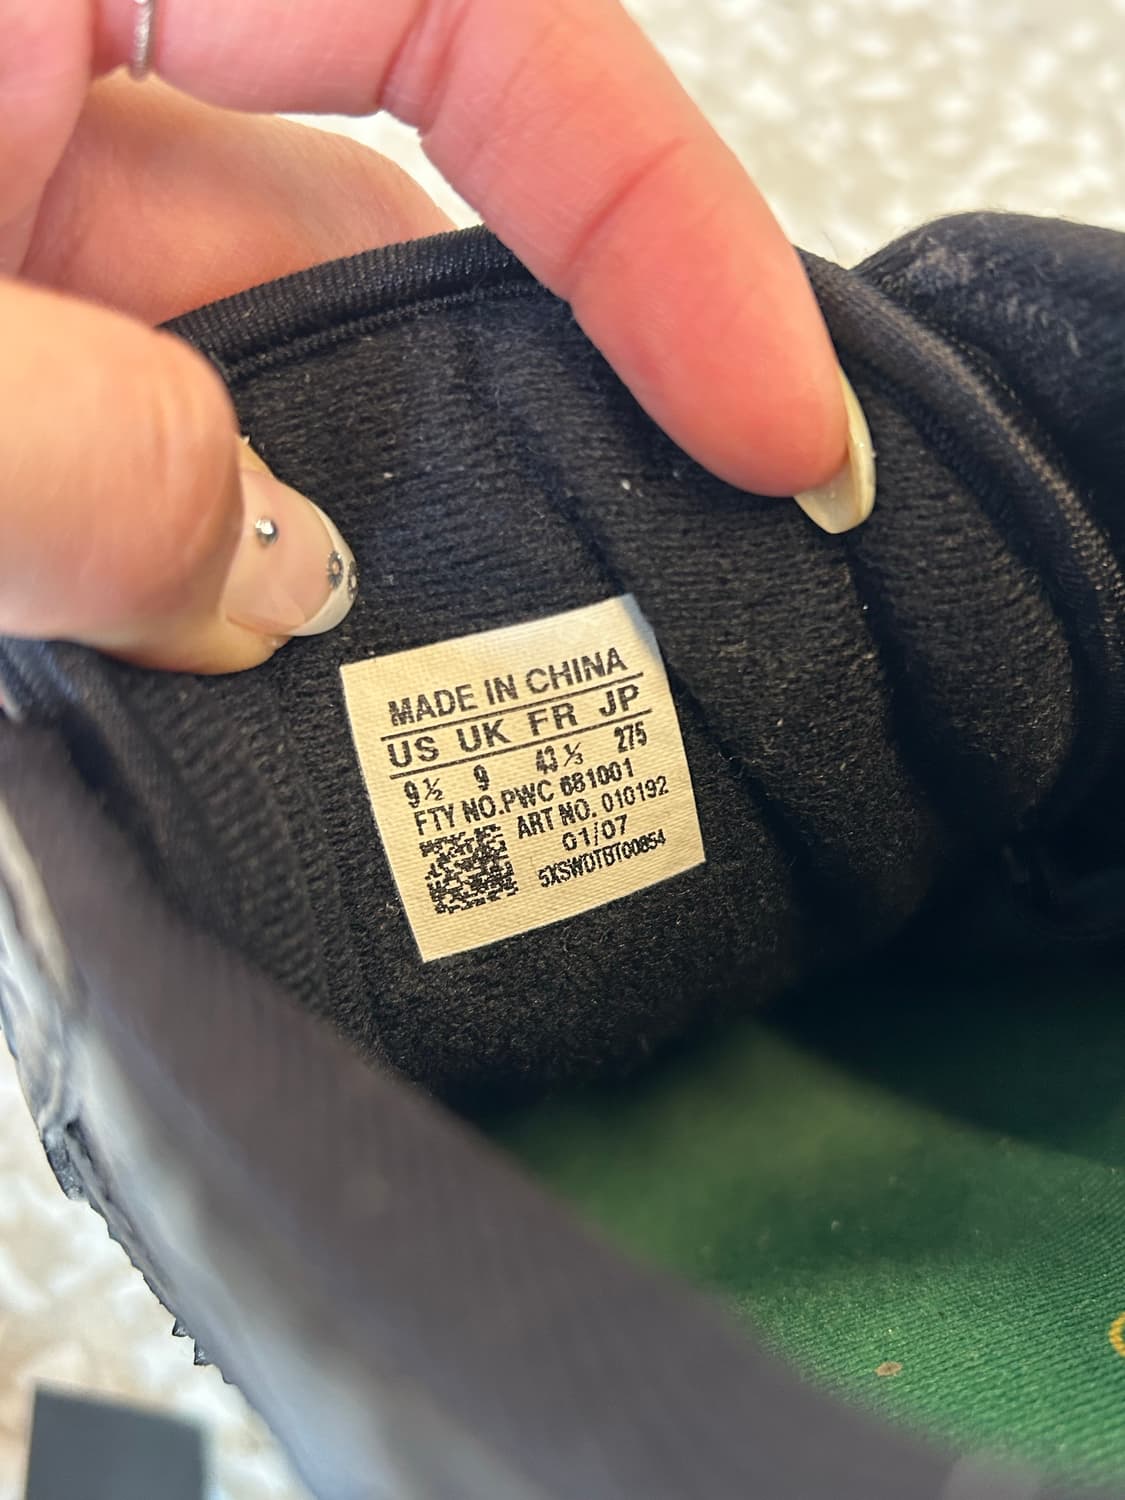 MADE IN CHINA
US UK FR JP
9½ 9 43⅓ 275
FTY NO.PWC 681001
ART NO. 010192
01/07
5XSWDTBT00854